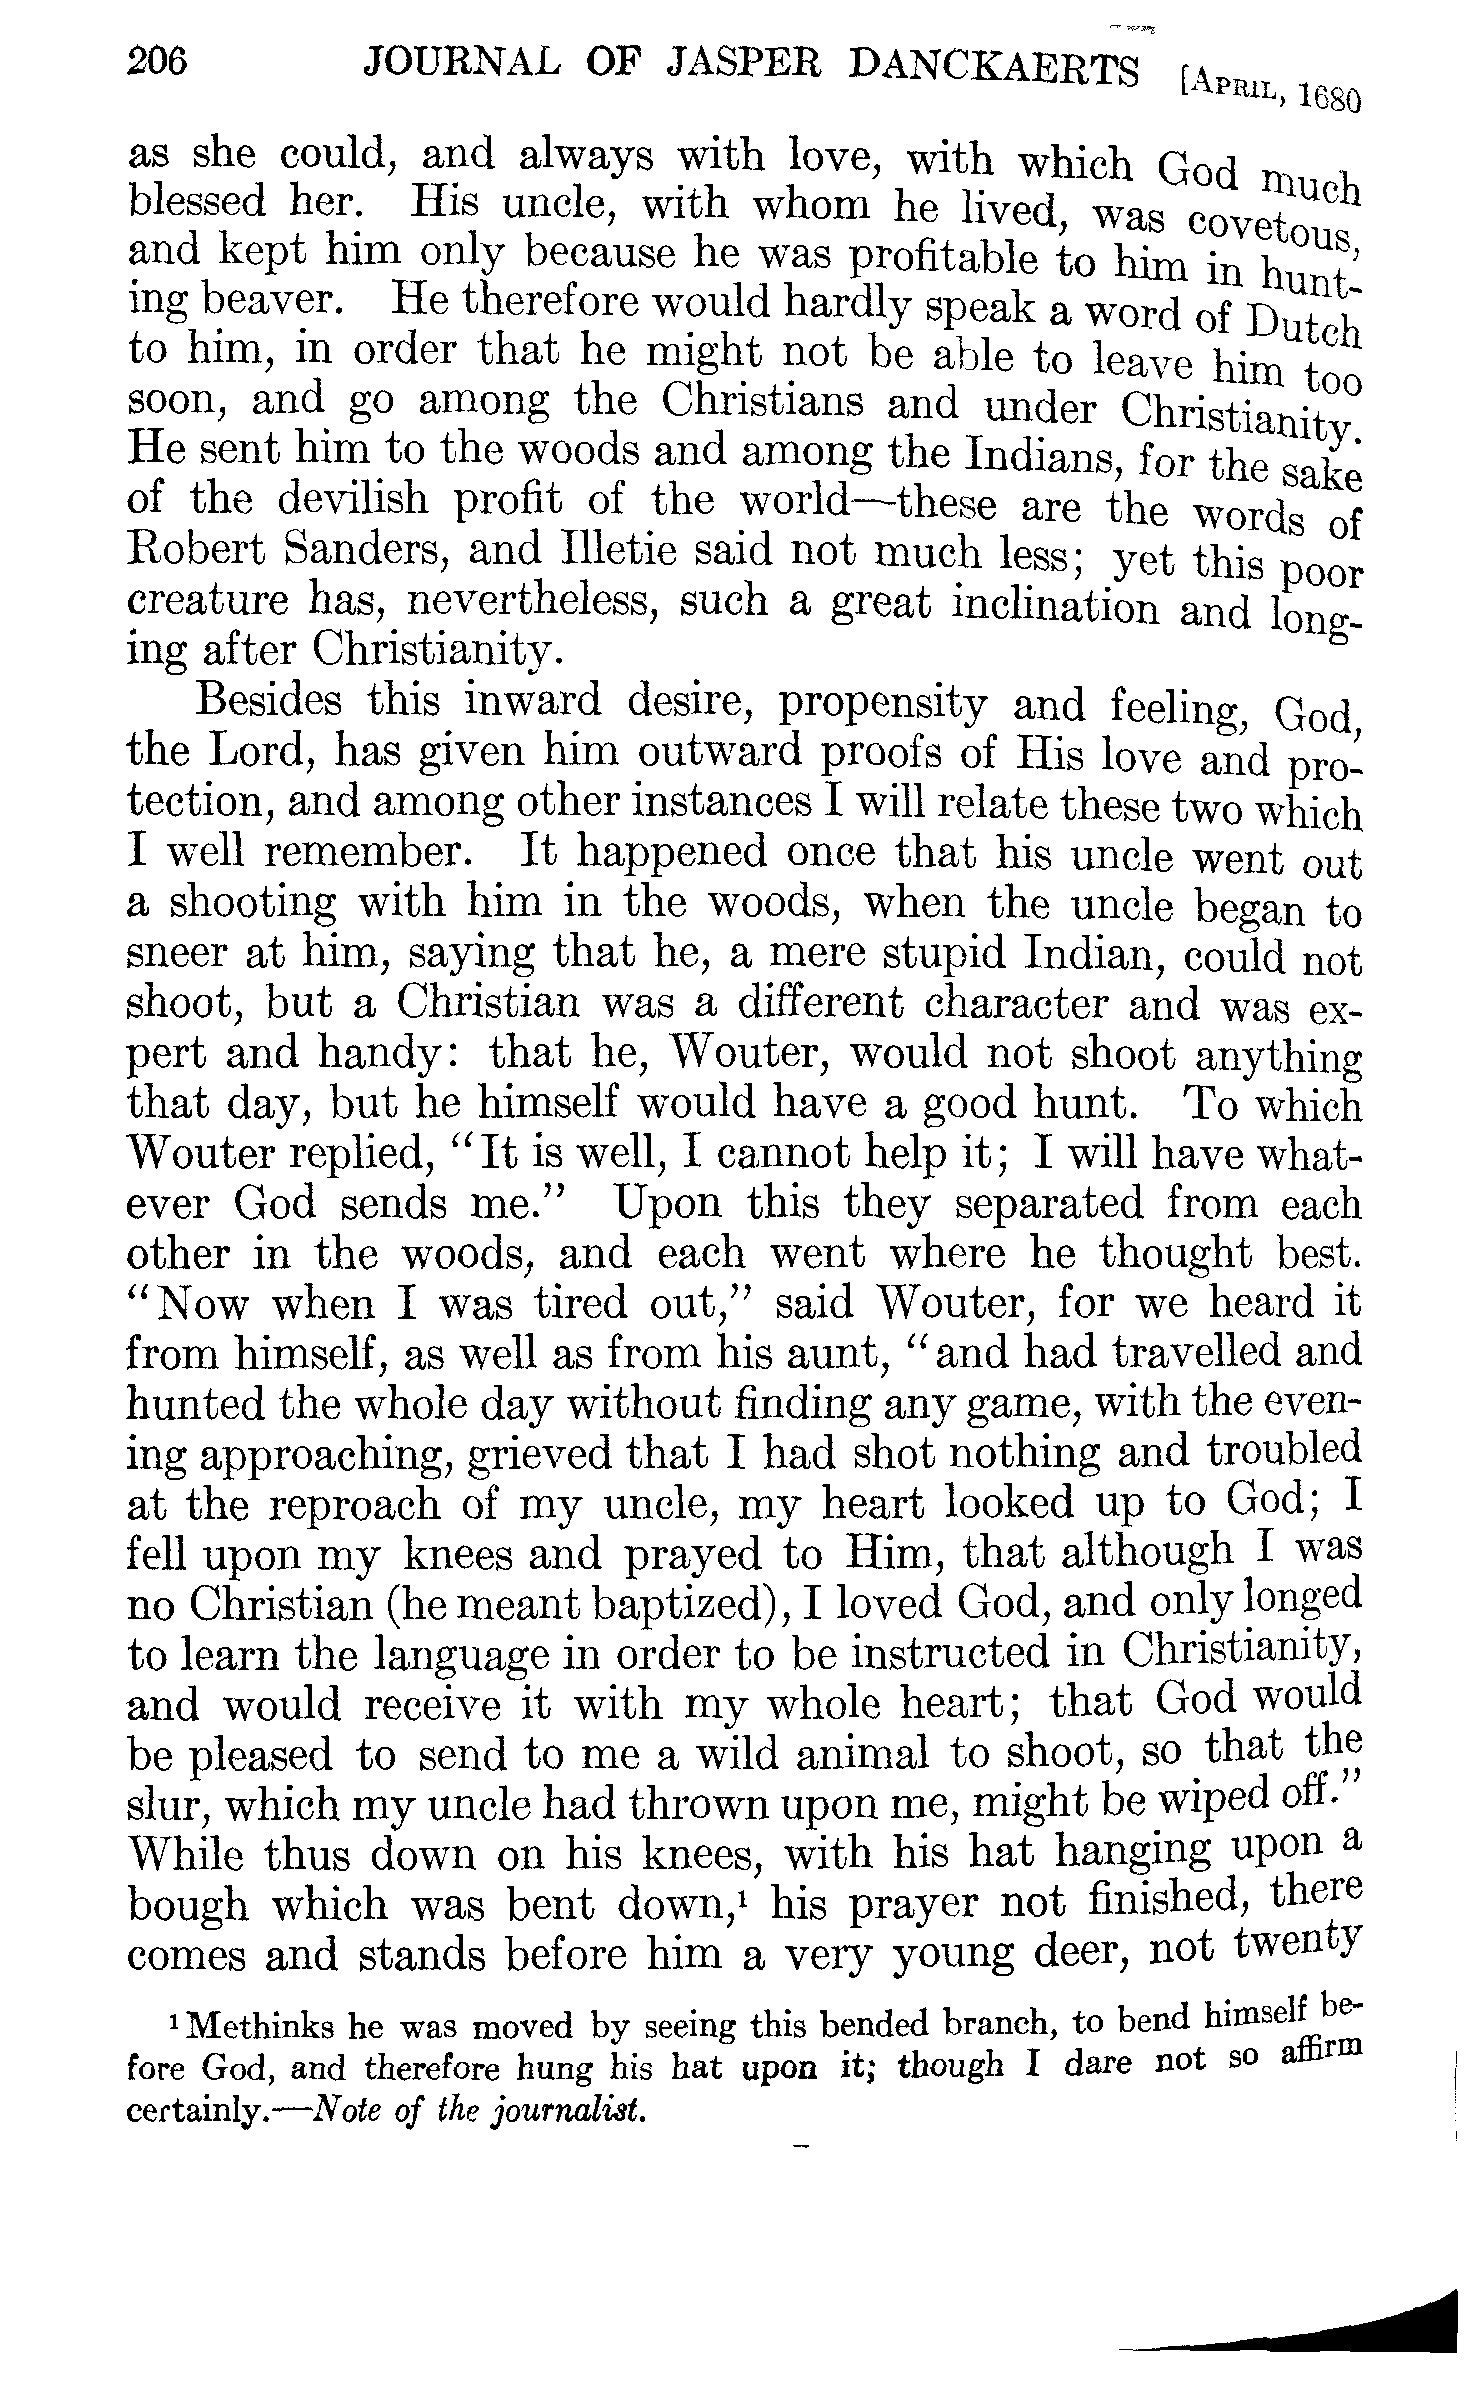 206 JOURNAL OF JASPER DANCKAERTS [APRIL, 1680
as she could, and always with love, with which God much
blessed her. His uncle, with whom he lived, was covetous,
and kept him only because he was profitable to him in hunt-
ing beaver. He therefore would hardly speak a word of Dutch
to him, in order that he might not be able to leave him too
soon, and go among the Christians and under Christianity.
He sent him to the woods and among the Indians, for the sake
of the devilish profit of the world—these are the words of
Robert Sanders, and Illetie said not much less; yet this poor
creature has, nevertheless, such a great inclination and long-
ing after Christianity.
Besides this inward desire, propensity and feeling, God,
the Lord, has given him outward proofs of His love and pro-
tection, and among other instances I will relate these two which
I well remember. It happened once that his uncle went out
a shooting with him in the woods, when the uncle began to
sneer at him, saying that he, a mere stupid Indian, could not
shoot, but a Christian was a different character and was ex-
pert and handy: that he, Wouter, would not shoot anything
that day, but he himself would have a good hunt. To which
Wouter replied, "It is well, I cannot help it; I will have what-
ever God sends me." Upon this they separated from each
other in the woods, and each went where he thought best.
"Now when I was tired out," said Wouter, for we heard it
from himself, as well as from his aunt, "and had travelled and
hunted the whole day without finding any game, with the even-
ing approaching, grieved that I had shot nothing and troubled
at the reproach of my uncle, my heart looked up to God; I
fell upon my knees and prayed to Him, that although I was
no Christian (he meant baptized), I loved God, and only longed
to learn the language in order to be instructed in Christianity,
and would receive it with my whole heart; that God would
be pleased to send to me a wild animal to shoot, so that the
slur, which my uncle had thrown upon me, might be wiped off."
While thus down on his knees, with his hat hanging upon a
bough which was bent down,¹ his prayer not finished, there
comes and stands before him a very young deer, not twenty
¹ Methinks he was moved by seeing this bended branch, to bend himself be-
fore God, and therefore hung his hat upon it; though I dare not so affirm
certainly.—Note of the journalist.